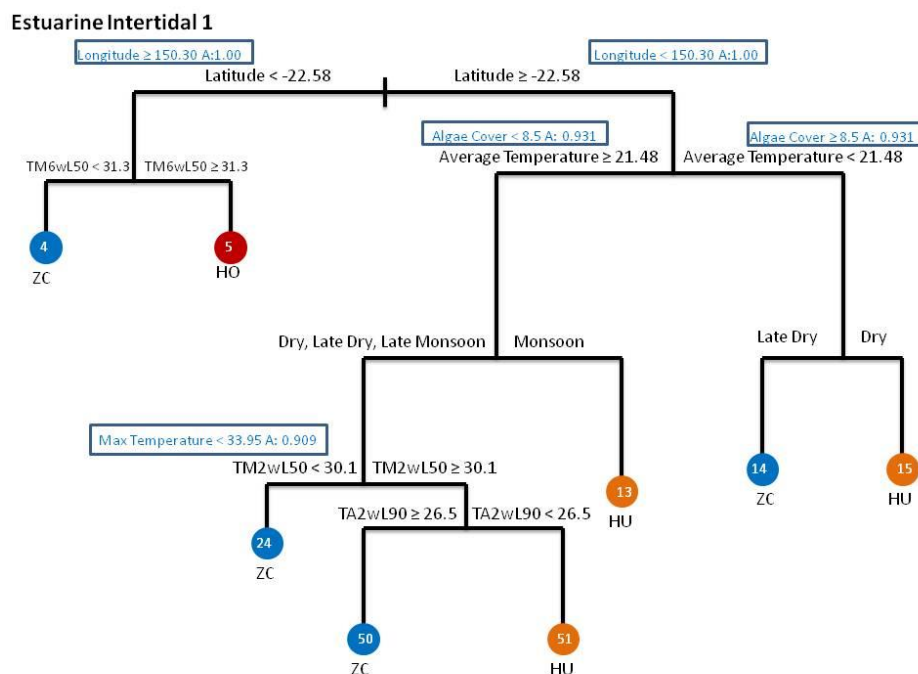 Estuarine Intertidal 1
Longitude ≥ 150.30 A:1.00
Longitude < 150.30 A:1.00
Latitude < -22.58
Latitude ≥ -22.58
Algae Cover < 8.5 A: 0.931
Algae Cover ≥ 8.5 A: 0.931
Average Temperature ≥ 21.48
Average Temperature < 21.48
TM6wL50 < 31.3
TM6wL50 ≥ 31.3
4
5
ZC
HO
Dry, Late Dry, Late Monsoon
Monsoon
Late Dry
Dry
Max Temperature < 33.95 A: 0.909
TM2wL50 < 30.1
TM2wL50 ≥ 30.1
14
15
ZC
HU
13
HU
TA2wL90 ≥ 26.5
TA2wL90 < 26.5
24
ZC
50
51
ZC
HU